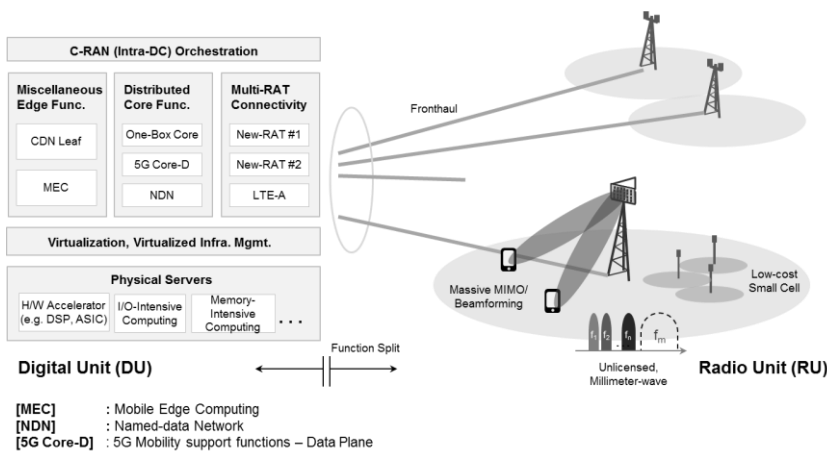 C-RAN (Intra-DC) Orchestration
Miscellaneous
Edge Func.
CDN Leaf
MEC
Distributed
Core Func.
One-Box Core
5G Core-D
NDN
Multi-RAT
Connectivity
New-RAT #1
New-RAT #2
LTE-A
Virtualization, Virtualized Infra. Mgmt.
Physical Servers
H/W Accelerator
(e.g. DSP, ASIC)
I/O-Intensive
Computing
Memory-
Intensive
Computing
...
Fronthaul
Massive MIMO/
Beamforming
Low-cost
Small Cell
f1 f2 . fn fm
Unlicensed,
Millimeter-wave
Function Split
Digital Unit (DU)
Radio Unit (RU)
[MEC] : Mobile Edge Computing
[NDN] : Named-data Network
[5G Core-D] : 5G Mobility support functions – Data Plane